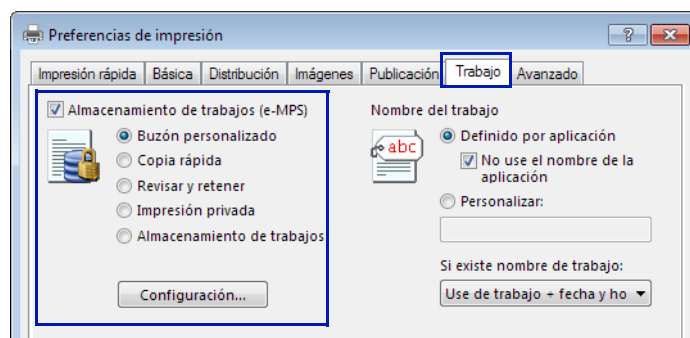 Preferencias de impresión
Impresión rápida Básica Distribución Imágenes Publicación Trabajo Avanzado
Almacenamiento de trabajos (e-MPS)
Buzón personalizado
Copia rápida
Revisar y retener
Impresión privada
Almacenamiento de trabajos
Configuración...
Nombre del trabajo
abc
Definido por aplicación
No use el nombre de la
aplicación
Personalizar:
Si existe nombre de trabajo:
Use de trabajo + fecha y ho